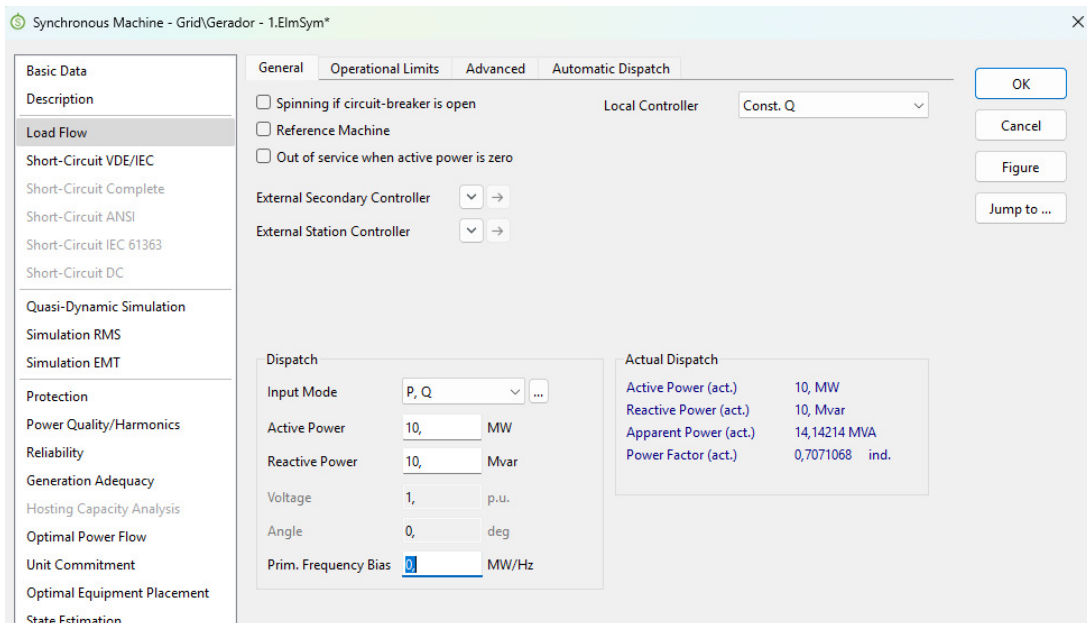 Synchronous Machine - Grid\Gerador - 1.ElmSym*
Basic Data
Description
Load Flow
Short-Circuit VDE/IEC
Short-Circuit Complete
Short-Circuit ANSI
Short-Circuit IEC 61363
Short-Circuit DC
Quasi-Dynamic Simulation
Simulation RMS
Simulation EMT
Protection
Power Quality/Harmonics
Reliability
Generation Adequacy
Hosting Capacity Analysis
Optimal Power Flow
Unit Commitment
Optimal Equipment Placement
State Estimation
General Operational Limits Advanced Automatic Dispatch
Spinning if circuit-breaker is open
Reference Machine
Out of service when active power is zero
Local Controller Const. Q
External Secondary Controller
External Station Controller
Dispatch
Input Mode P, Q ...
Active Power 10, MW
Reactive Power 10, Mvar
Voltage 1, p.u.
Angle 0, deg
Prim. Frequency Bias 0, MW/Hz
Actual Dispatch
Active Power (act.) 10, MW
Reactive Power (act.) 10, Mvar
Apparent Power (act.) 14,14214 MVA
Power Factor (act.) 0,7071068 ind.
OK
Cancel
Figure
Jump to ...